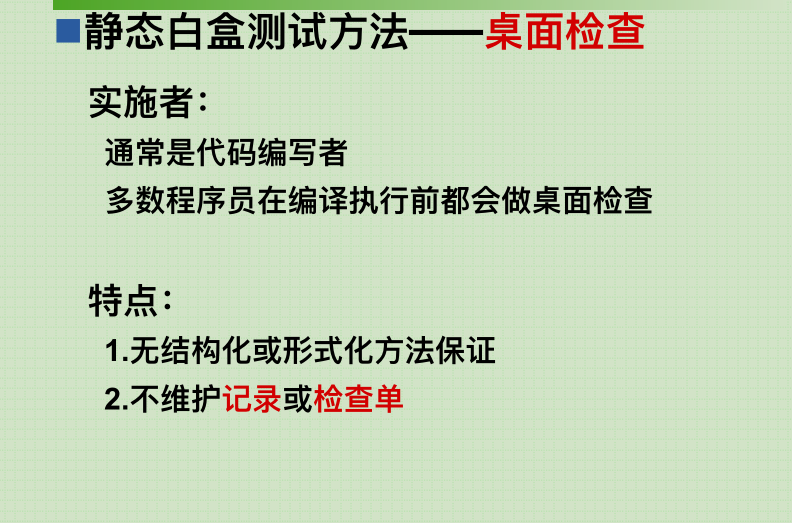 静态白盒测试方法——桌面检查
实施者：
通常是代码编写者
多数程序员在编译执行前都会做桌面检查
特点：
1.无结构化或形式化方法保证
2.不维护记录或检查单